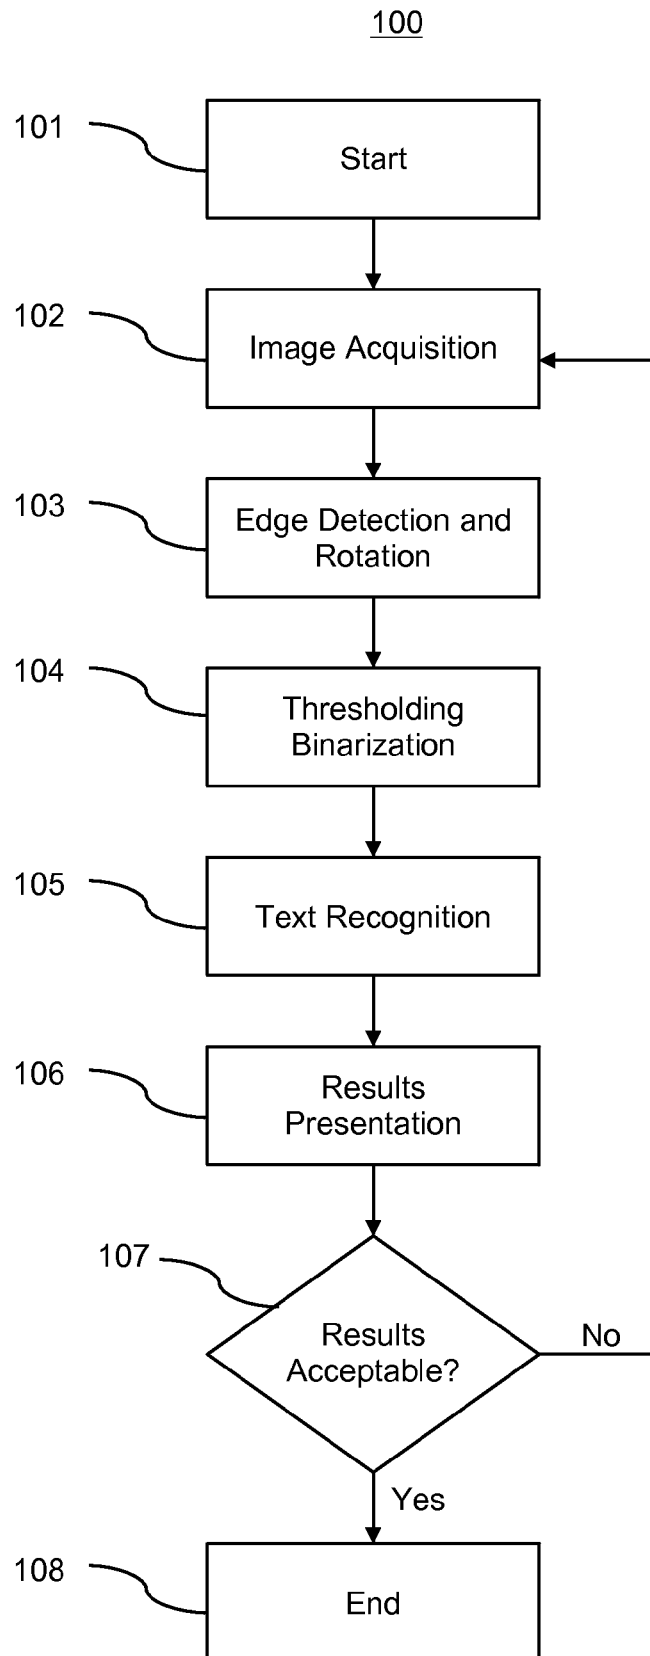 100
101
Start
102
Image Acquisition
103
Edge Detection and
Rotation
104
Thresholding
Binarization
105
Text Recognition
106
Results
Presentation
107
Results
Acceptable?
No
Yes
108
End